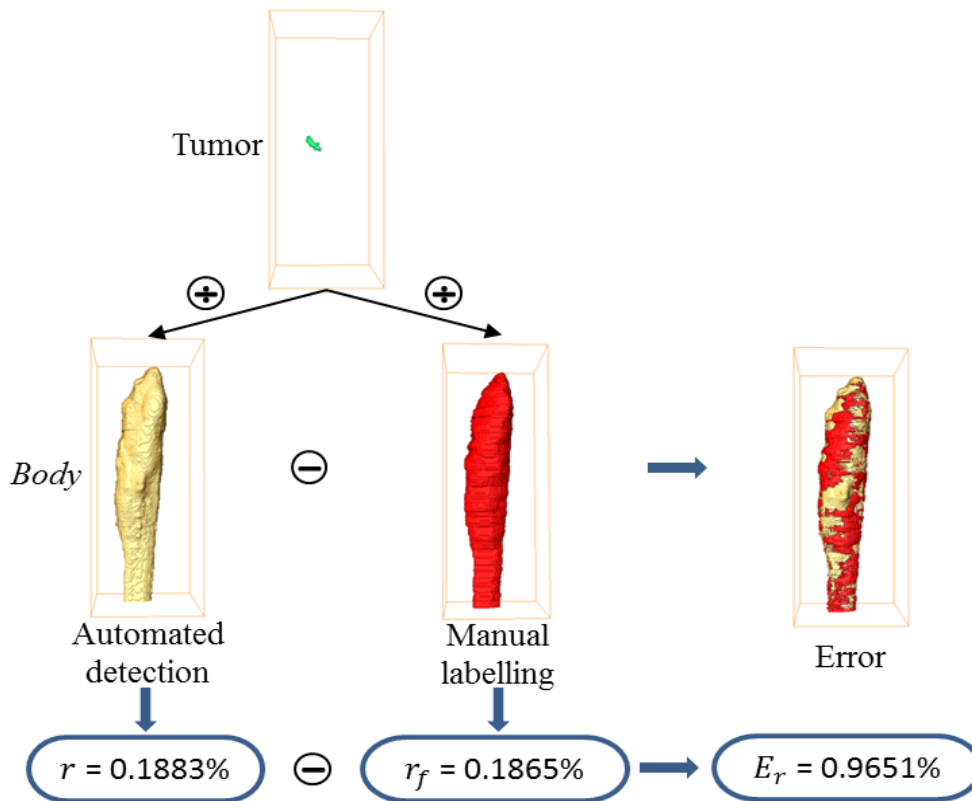 Tumor
÷ ÷
Body
−
Automated
detection
Manual
labelling
Error
r = 0.1883%
−
r_f = 0.1865%
E_r = 0.9651%